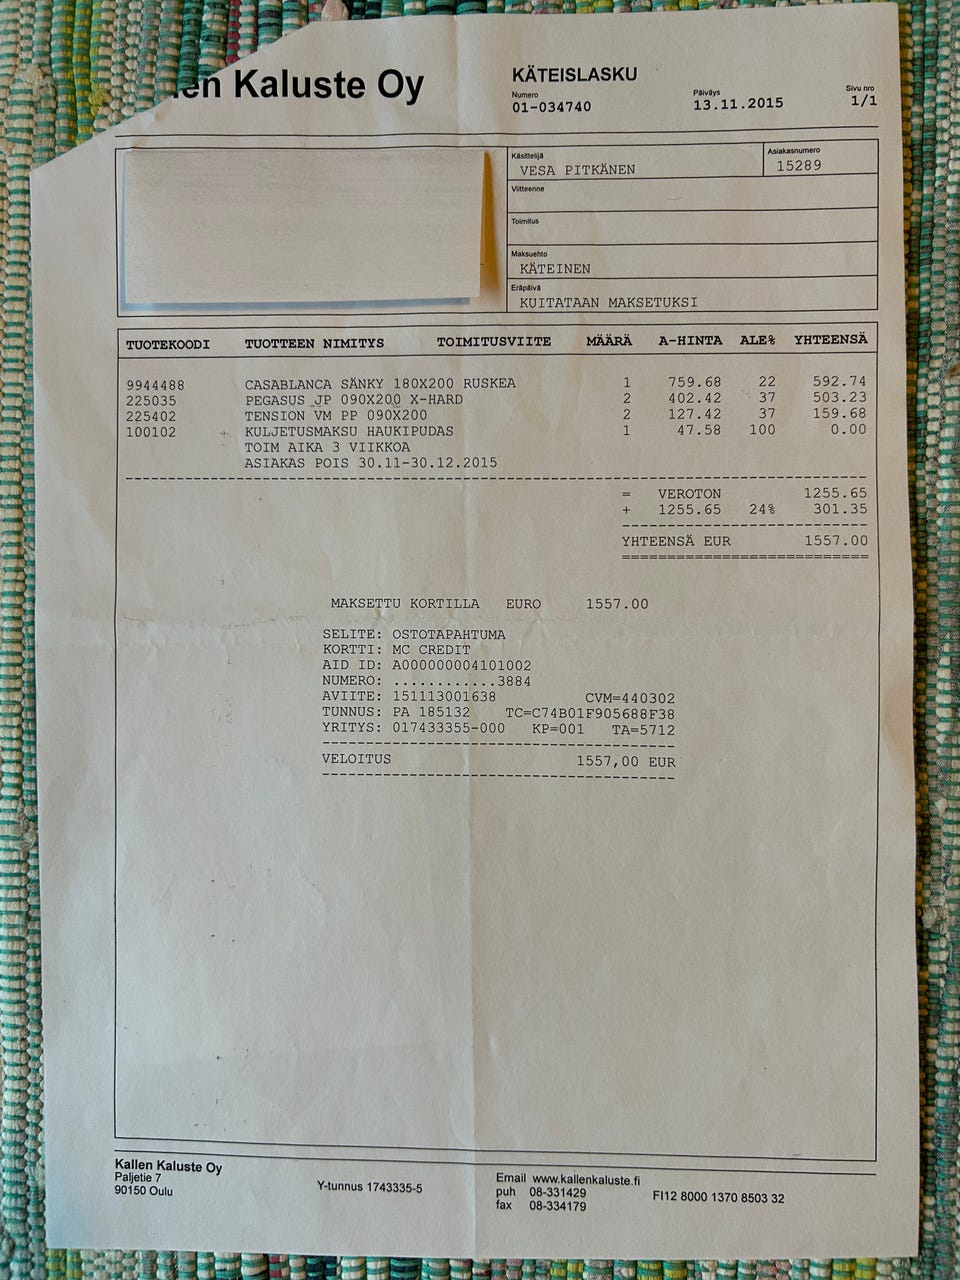 Kaluste Oy
KÄTEISLASKU
Numero
01-034740
Päiväys
13.11.2015
Sivu nro
1/1
Käsittelijä
VESA PITKÄNEN
Asiakasnumero
15289
Viitteenne
Toimitus
Maksuehto
KÄTEINEN
Eräpäivä
KUITATAAN MAKSETUKSI
TUOTEKOODI TUOTTEEN NIMITYS TOIMITUSVIITE MÄÄRÄ A-HINTA ALE% YHTEENSÄ
9944488 CASABLANCA SÄNKY 180X200 RUSKEA 1 759.68 22 592.74
225035 PEGASUS JP 090X200 X-HARD 2 402.42 37 503.23
225402 TENSION VM PP 090X200 2 127.42 37 159.68
100102 KULJETUSMAKSU HAUKIPUDAS 1 47.58 100 0.00
TOIM AIKA 3 VIIKKOA
ASIAKAS POIS 30.11-30.12.2015
= VEROTON 1255.65
+ 1255.65 24% 301.35
YHTEENSÄ EUR 1557.00
MAKSETTU KORTILLA EURO 1557.00
SELITE: OSTOTAPAHTUMA
KORTTI: MC CREDIT
AID ID: A000000004101002
NUMERO: ............3884
AVIITE: 151113001638 CVM=440302
TUNNUS: PA 185132 TC=C74B01F905688F38
YRITYS: 017433355-000 KP=001 TA=5712
VELOITUS 1557,00 EUR
Kallen Kaluste Oy
Paljetie 7
90150 Oulu
Y-tunnus 1743335-5
Email www.kallenkaluste.fi
puh 08-331429
fax 08-334179
FI12 8000 1370 8503 32